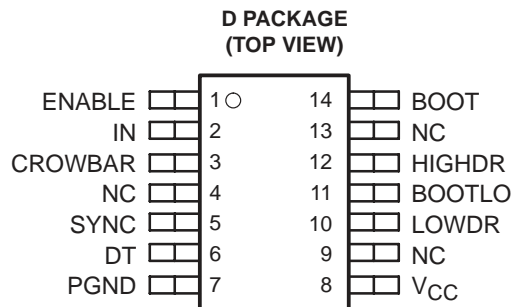 D PACKAGE
(TOP VIEW)
ENABLE 1 14 BOOT
IN 2 13 NC
CROWBAR 3 12 HIGHDR
NC 4 11 BOOTLO
SYNC 5 10 LOWDR
DT 6 9 NC
PGND 7 8 VCC